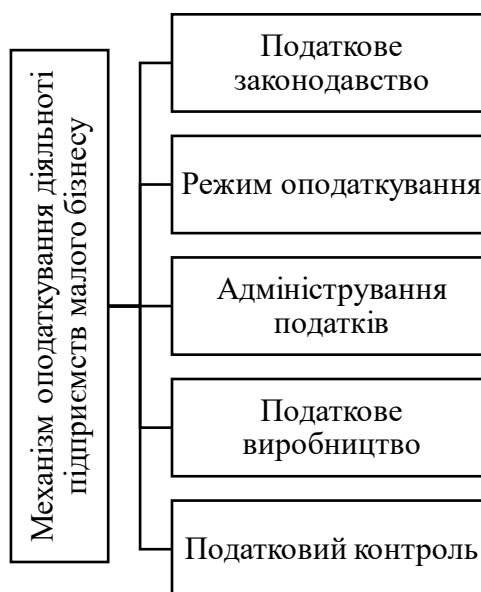 Механізм оподаткування діяльноті
підприємств малого бізнесу
Податкове
законодавство
Режим оподаткування
Адміністрування
податків
Податкове
виробництво
Податковий контроль